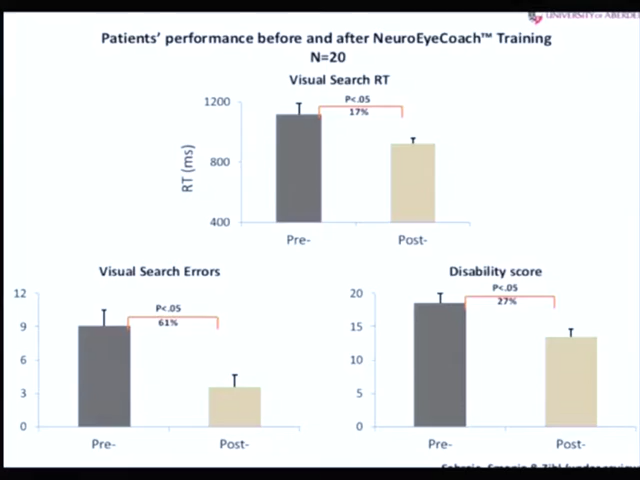 UNIVERSITY OF ABERDE
Patients' performance before and after NeuroEyeCoach™ Training
N=20
Visual Search RT
P<.05
17%
1200
800
400
RT (ms)
Pre-
Post-
Visual Search Errors
P<.05
61%
12
9
6
3
0
Pre-
Post-
Disability score
P<.05
27%
20
15
10
5
0
Pre-
Post-